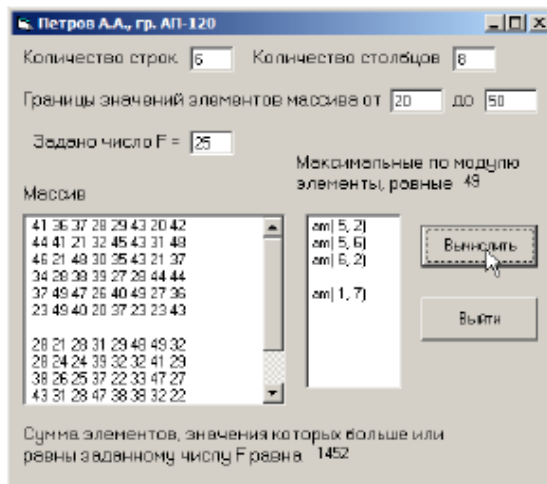 Петров А.А., гр. АП-120
Количество строк 6 Количество столбцов 8
Границы значений элементов массива от 20 до 50
Задано число F = 25
Максимальные по модулю
элементы, равные 49
Массив
41 36 37 28 29 43 20 42
44 41 21 32 45 43 31 48
46 21 48 30 35 43 21 37
34 28 38 39 27 28 44 44
37 49 47 26 40 49 27 36
23 49 40 20 37 23 23 43
28 21 28 31 29 48 49 32
28 24 24 39 32 32 41 29
38 26 25 37 22 33 47 27
43 31 28 47 38 38 32 22
am( 5, 2)
am( 5, 6)
am( 6, 2)
am( 1, 7)
Вычислить
Выйти
Сумма элементов, значения которых больше или
равны заданному числу F равна 1452